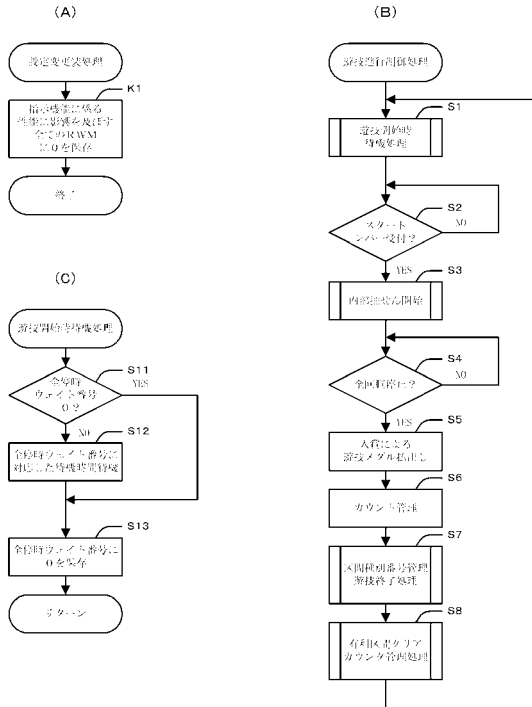 (A)
設定変更装処理
K1
指示機能に係る
性能に影響を及ぼす
全てのRWM
に0を保存
終了
(C)
遊技開始時待機処理
S11
全停時
ウェイト番号
0?
YES
NO
S12
全停時ウェイト番号に
対応した待機時間待機
S13
全停時ウェイト番号に
0を保存
リターン
(B)
遊技進行制御処理
S1
遊技開始時
待機処理
S2
スタート
レバー受付?
NO
YES
S3
内部抽せん開始
S4
全回転停止?
NO
YES
S5
入賞による
遊技メダル払出し
S6
カウント管理
S7
区間種別番号管理
遊技終了処理
S8
有利区間クリア
カウンタ管理処理